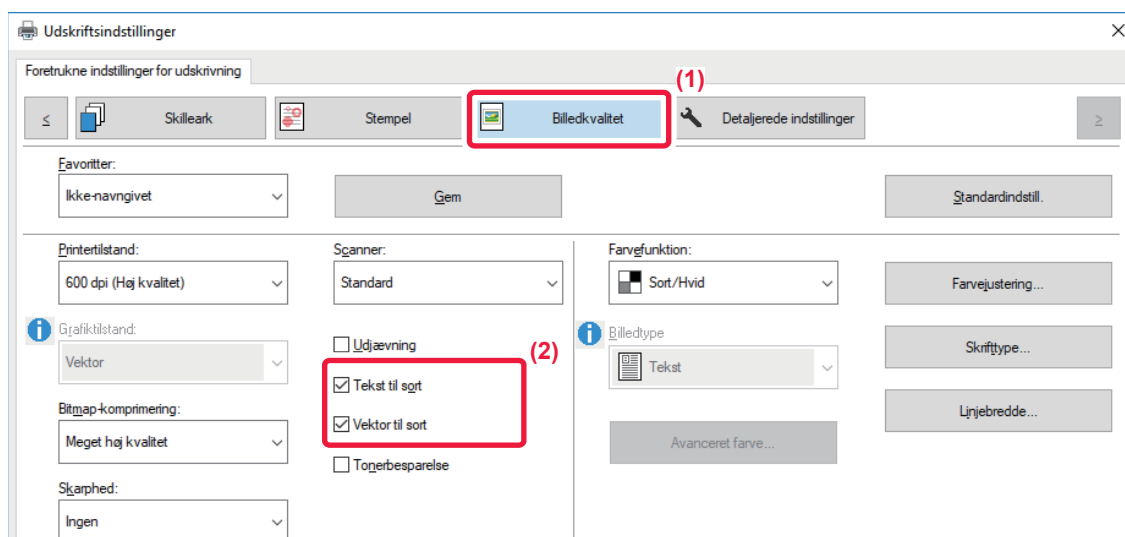 Udskriftsindstillinger
Foretrukne indstillinger for udskrivning
(1)
< Skilleark Stempel Billedkvalitet Detaljerede indstillinger >
Favoritter:
Ikke-navngivet Gem Standardindstill.
Printertilstand: Scanner: Farvefunktion:
600 dpi (Høj kvalitet) Standard Sort/Hvid Farvejustering...
Grafiktilstand: Billedtype
Udjævning (2) Skrifttype...
Vektor Tekst
Tekst til sort
Bitmap-komprimering: Vektor til sort Linjebredde...
Meget høj kvalitet Avanceret farve...
Tonerbesparelse
Skarphed:
Ingen